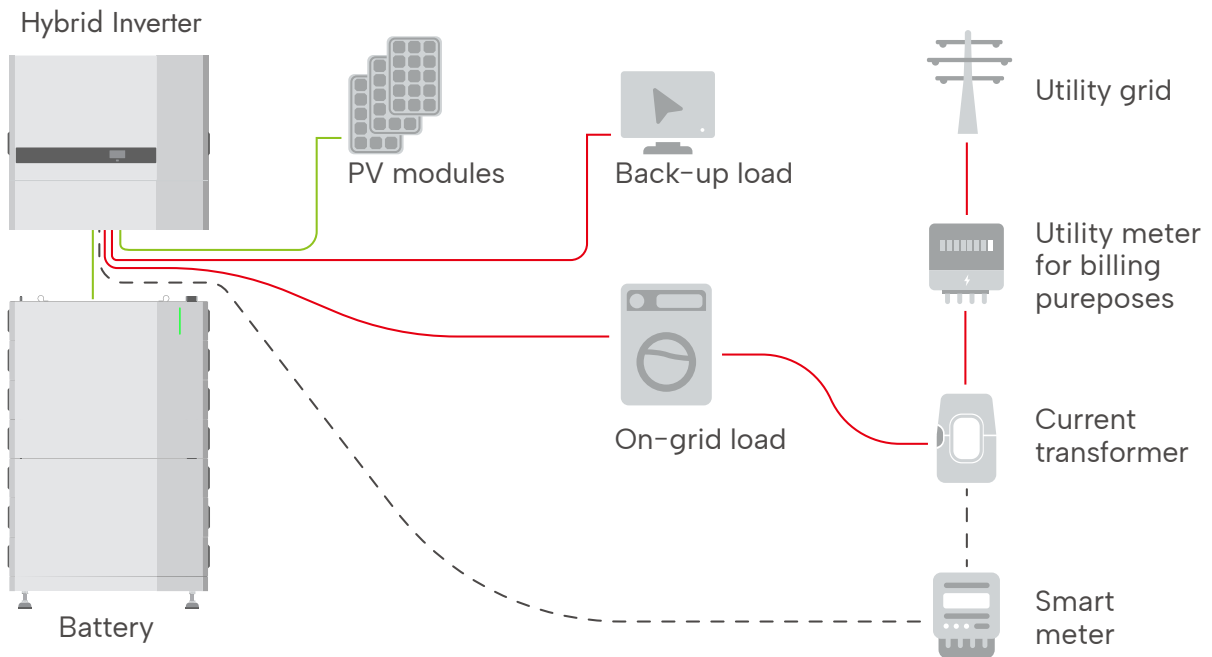 Hybrid Inverter
PV modules
Back-up load
Utility grid
Utility meter
for billing
pureposes
On-grid load
Current
transformer
Battery
Smart
meter